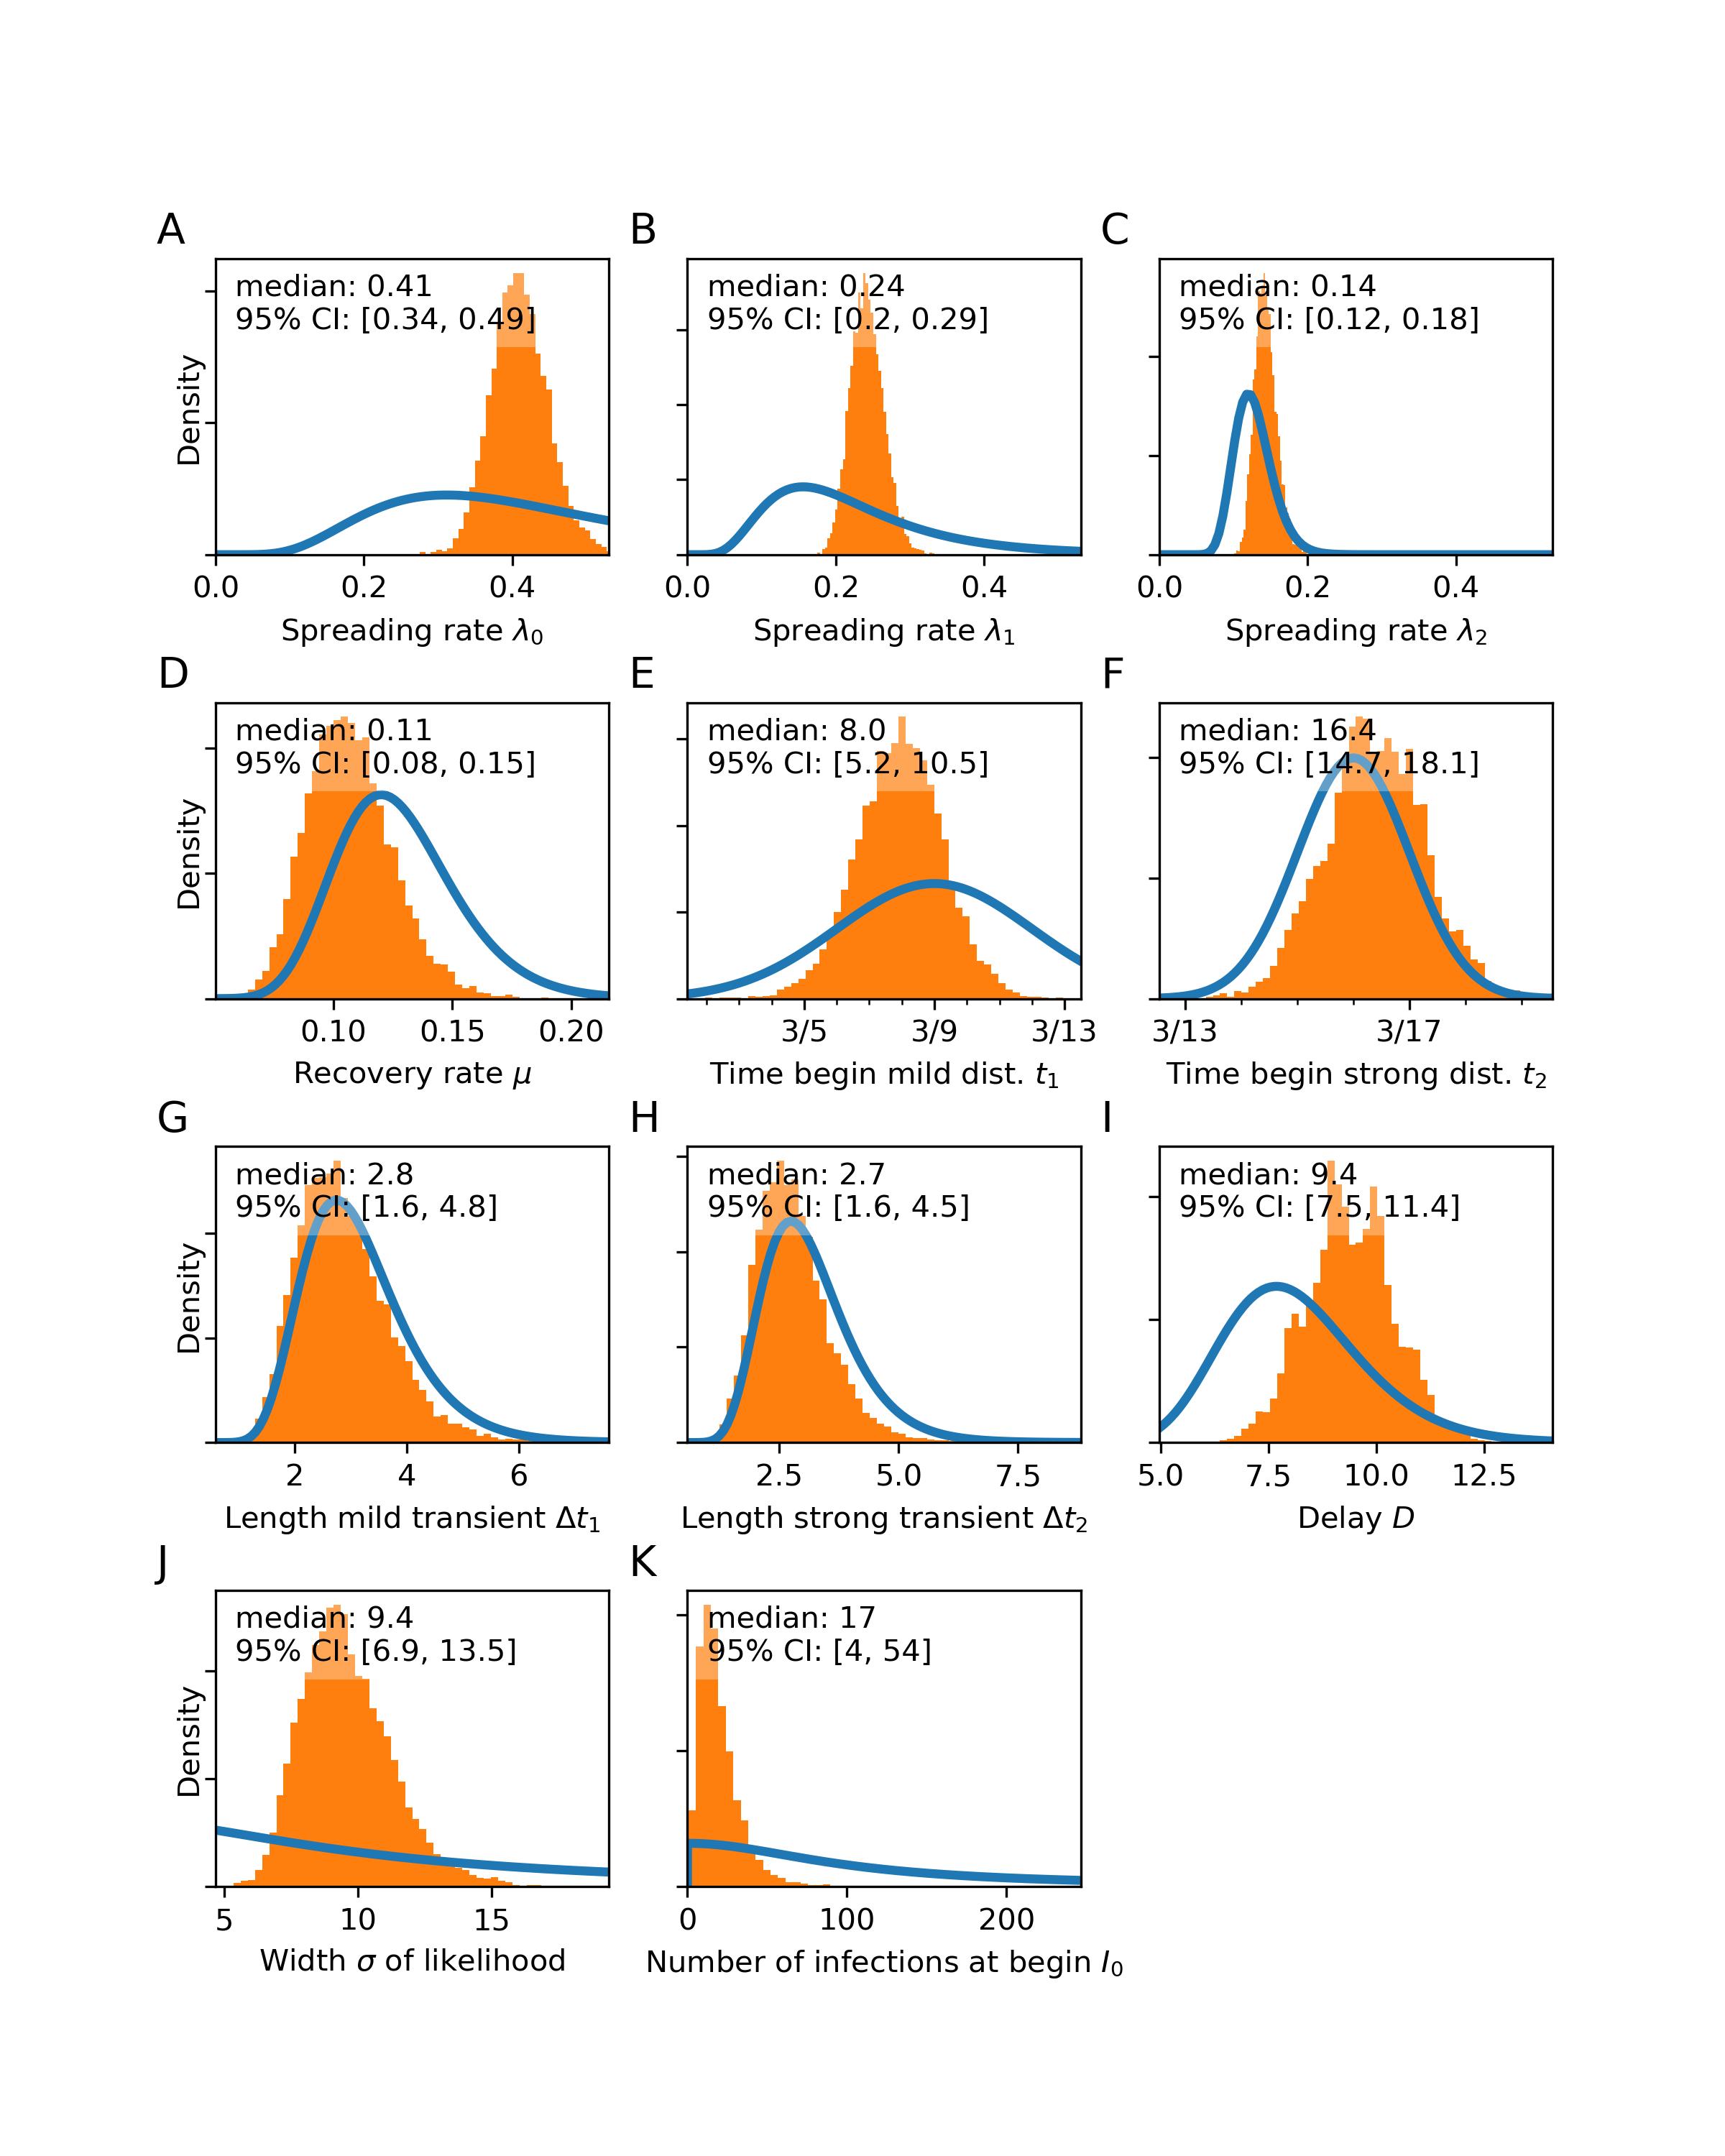 A
B
C
median: 0.41
95% CI: [0.34, 0.49]
median: 0.24
95% CI: [0.2, 0.29]
median: 0.14
95% CI: [0.12, 0.18]
Density
0.0 0.2 0.4
0.0 0.2 0.4
0.0 0.2 0.4
Spreading rate λ₀
Spreading rate λ₁
Spreading rate λ₂
D
E
F
median: 0.11
95% CI: [0.08, 0.15]
median: 8.0
95% CI: [5.2, 10.5]
median: 16.4
95% CI: [14.7, 18.1]
Density
0.10 0.15 0.20
3/5 3/9 3/13
3/13 3/17
Recovery rate μ
Time begin mild dist. t₁
Time begin strong dist. t₂
G
H
I
median: 2.8
95% CI: [1.6, 4.8]
median: 2.7
95% CI: [1.6, 4.5]
median: 9.4
95% CI: [7.5, 11.4]
Density
2 4 6
2.5 5.0 7.5
5.0 7.5 10.0 12.5
Length mild transient Δt₁
Length strong transient Δt₂
Delay D
J
K
median: 9.4
95% CI: [6.9, 13.5]
median: 17
95% CI: [4, 54]
Density
5 10 15
0 100 200
Width σ of likelihood
Number of infections at begin I₀